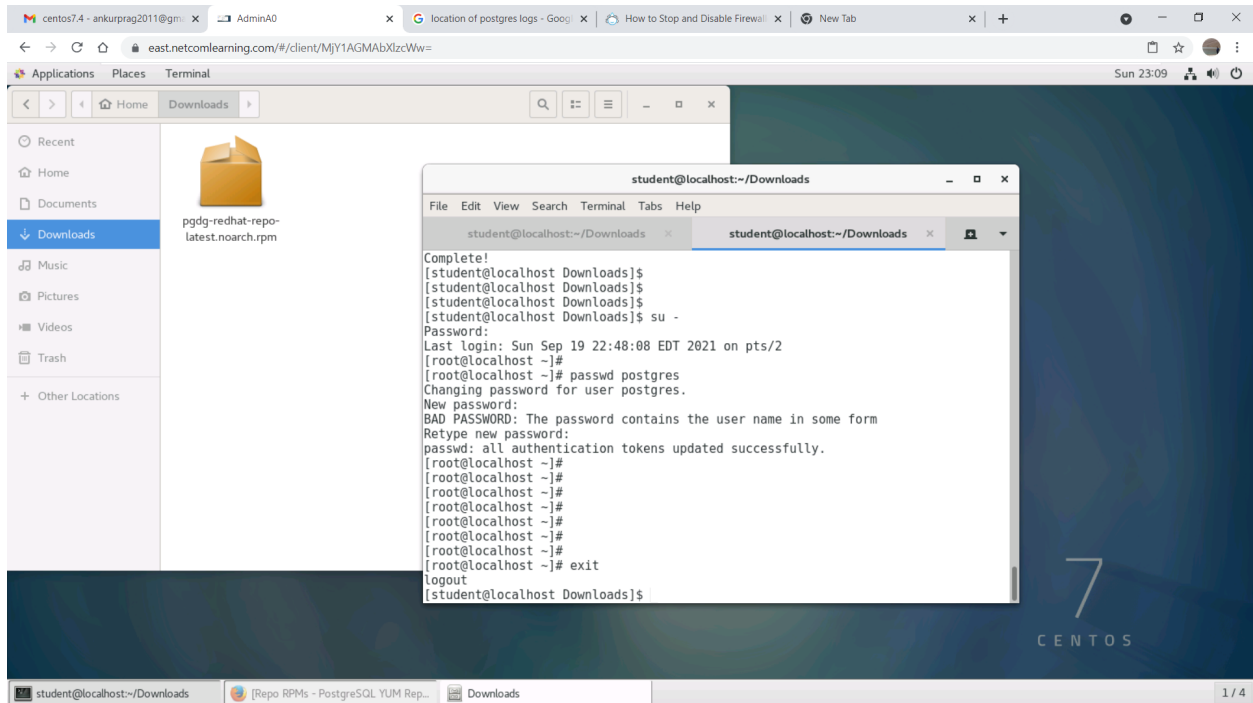 centos7.4 - ankurprag2011@gma
AdminA0
location of postgres logs - Goog
How to Stop and Disable Firewall
New Tab
east.netcomlearning.com/#/client/MjY1AGMAbXlzcWw=
Applications Places Terminal
Sun 23:09
Home Downloads
Recent
Home
Documents
Downloads
Music
Pictures
Videos
Trash
+ Other Locations
pgdg-redhat-repo-
latest.noarch.rpm
student@localhost:~/Downloads
File Edit View Search Terminal Tabs Help
student@localhost:~/Downloads
student@localhost:~/Downloads
Complete!
[student@localhost Downloads]$
[student@localhost Downloads]$
[student@localhost Downloads]$
[student@localhost Downloads]$ su -
Password:
Last login: Sun Sep 19 22:48:08 EDT 2021 on pts/2
[root@localhost ~]#
[root@localhost ~]# passwd postgres
Changing password for user postgres.
New password:
BAD PASSWORD: The password contains the user name in some form
Retype new password:
passwd: all authentication tokens updated successfully.
[root@localhost ~]#
[root@localhost ~]#
[root@localhost ~]#
[root@localhost ~]#
[root@localhost ~]#
[root@localhost ~]#
[root@localhost ~]#
[root@localhost ~]# exit
logout
[student@localhost Downloads]$
7
CENTOS
student@localhost:~/Downloads
[Repo RPMs - PostgreSQL YUM Rep...
Downloads
1 / 4